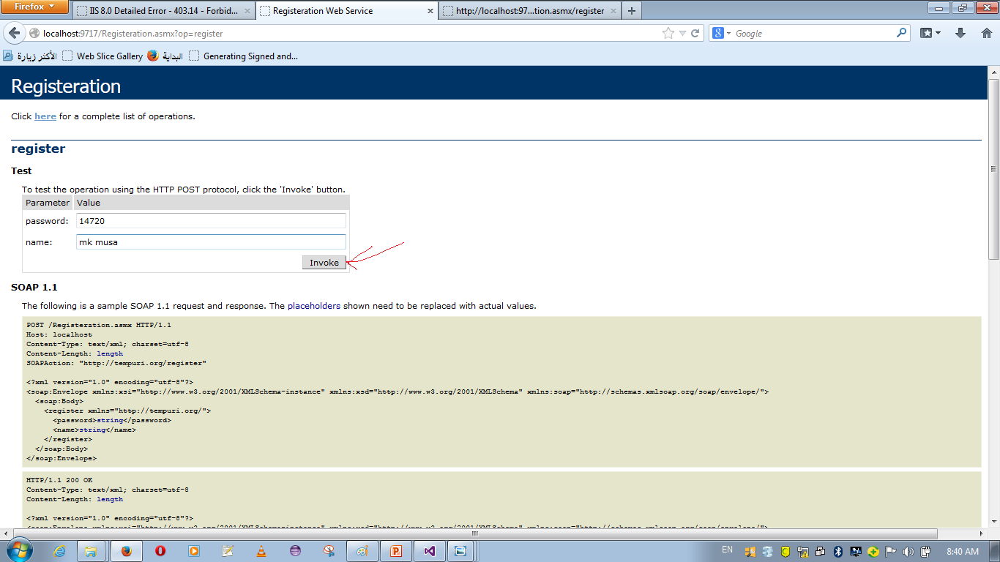 Firefox
IIS 8.0 Detailed Error - 403.14 - Forbid...
Registeration Web Service
http://localhost:97...tion.asmx/register
localhost:9717/Registeration.asmx?op=register
Google
الأكثر زيارة
Web Slice Gallery
البداية
Generating Signed and...
Registeration
Click here for a complete list of operations.
register
Test
To test the operation using the HTTP POST protocol, click the 'Invoke' button.
Parameter Value
password: 14720
name: mk musa
Invoke
SOAP 1.1
The following is a sample SOAP 1.1 request and response. The placeholders shown need to be replaced with actual values.
POST /Registeration.asmx HTTP/1.1
Host: localhost
Content-Type: text/xml; charset=utf-8
Content-Length: length
SOAPAction: "http://tempuri.org/register"
<?xml version="1.0" encoding="utf-8"?>
<soap:Envelope xmlns:xsi="http://www.w3.org/2001/XMLSchema-instance" xmlns:xsd="http://www.w3.org/2001/XMLSchema" xmlns:soap="http://schemas.xmlsoap.org/soap/envelope/">
<soap:Body>
<register xmlns="http://tempuri.org/">
<password>string</password>
<name>string</name>
</register>
</soap:Body>
</soap:Envelope>
HTTP/1.1 200 OK
Content-Type: text/xml; charset=utf-8
Content-Length: length
<?xml version="1.0" encoding="utf-8"?>
EN
8:40 AM